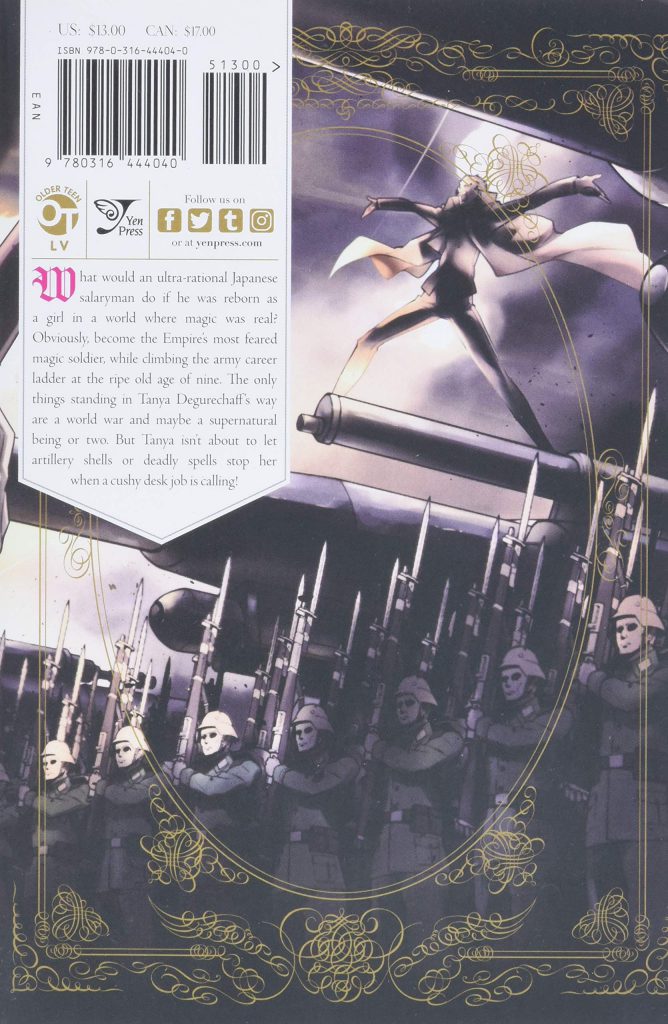 US: $13.00 CAN: $17.00
ISBN 978-0-316-44404-0
51300 >
EAN
9 780316 444040
OLDER TEEN
OT
LV
Yen
Press
Follow us on
or at yenpress.com
What would an ultra-rational Japanese
salaryman do if he was reborn as
a girl in a world where magic was real?
Obviously, become the Empire's most feared
magic soldier, while climbing the army career
ladder at the ripe old age of nine. The only
things standing in Tanya Degurechaff's way
are a world war and maybe a supernatural
being or two. But Tanya isn't about to let
artillery shells or deadly spells stop her
when a cushy desk job is calling!